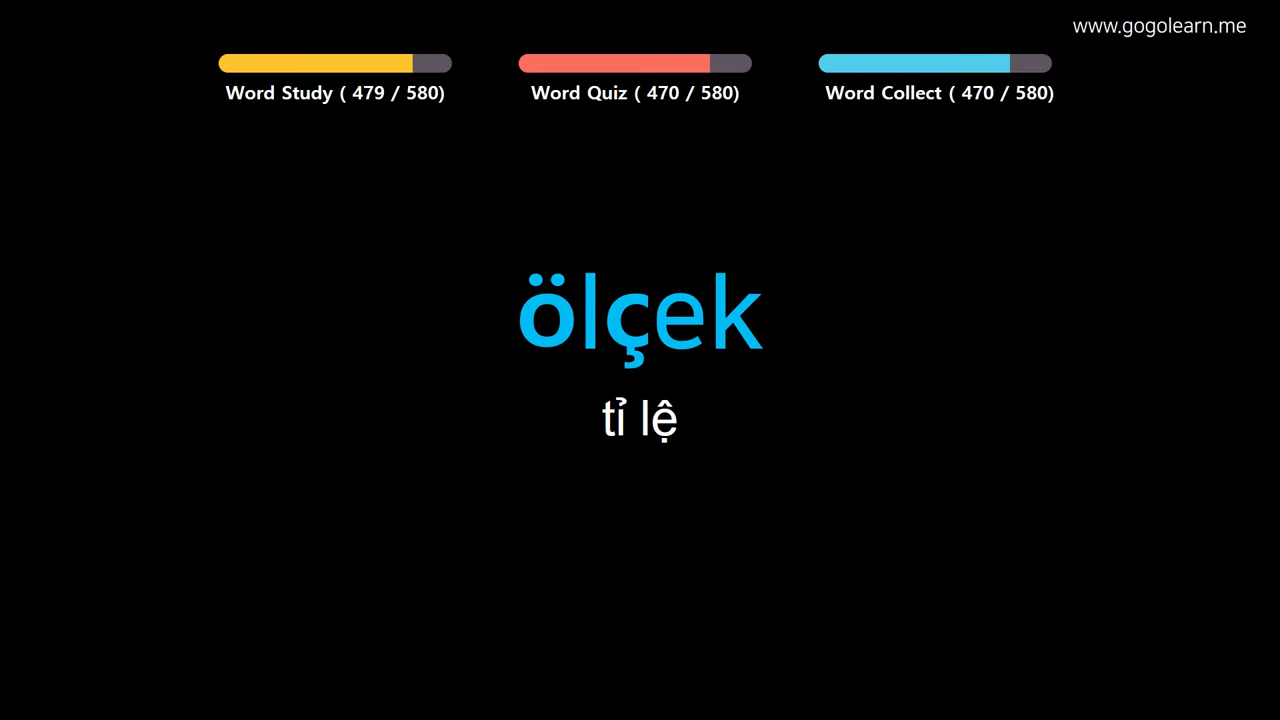 www.gogolearn.me
Word Study ( 479 / 580)
Word Quiz ( 470 / 580)
Word Collect ( 470 / 580)
ölçek
tỉ lệ